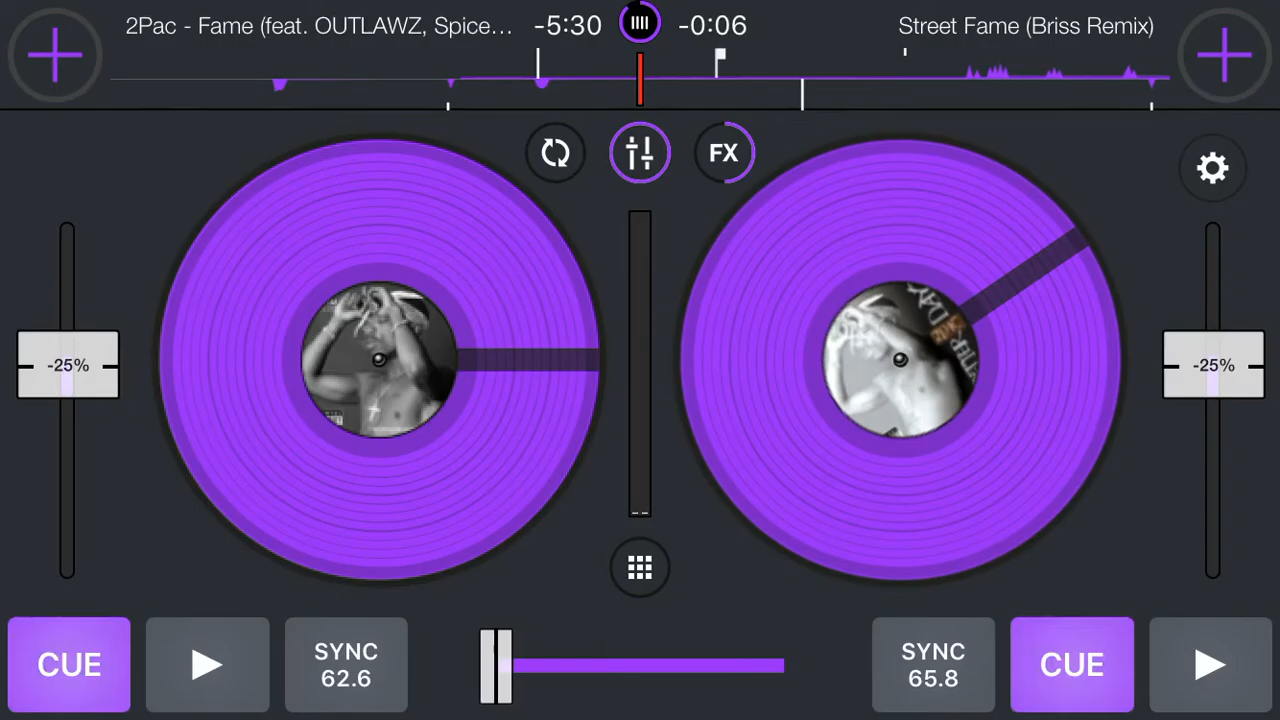 2Pac - Fame (feat. OUTLAWZ, Spice...
-5:30
-0:06
Street Fame (Briss Remix)
FX
-25%
-25%
CUE
SYNC
62.6
SYNC
65.8
CUE